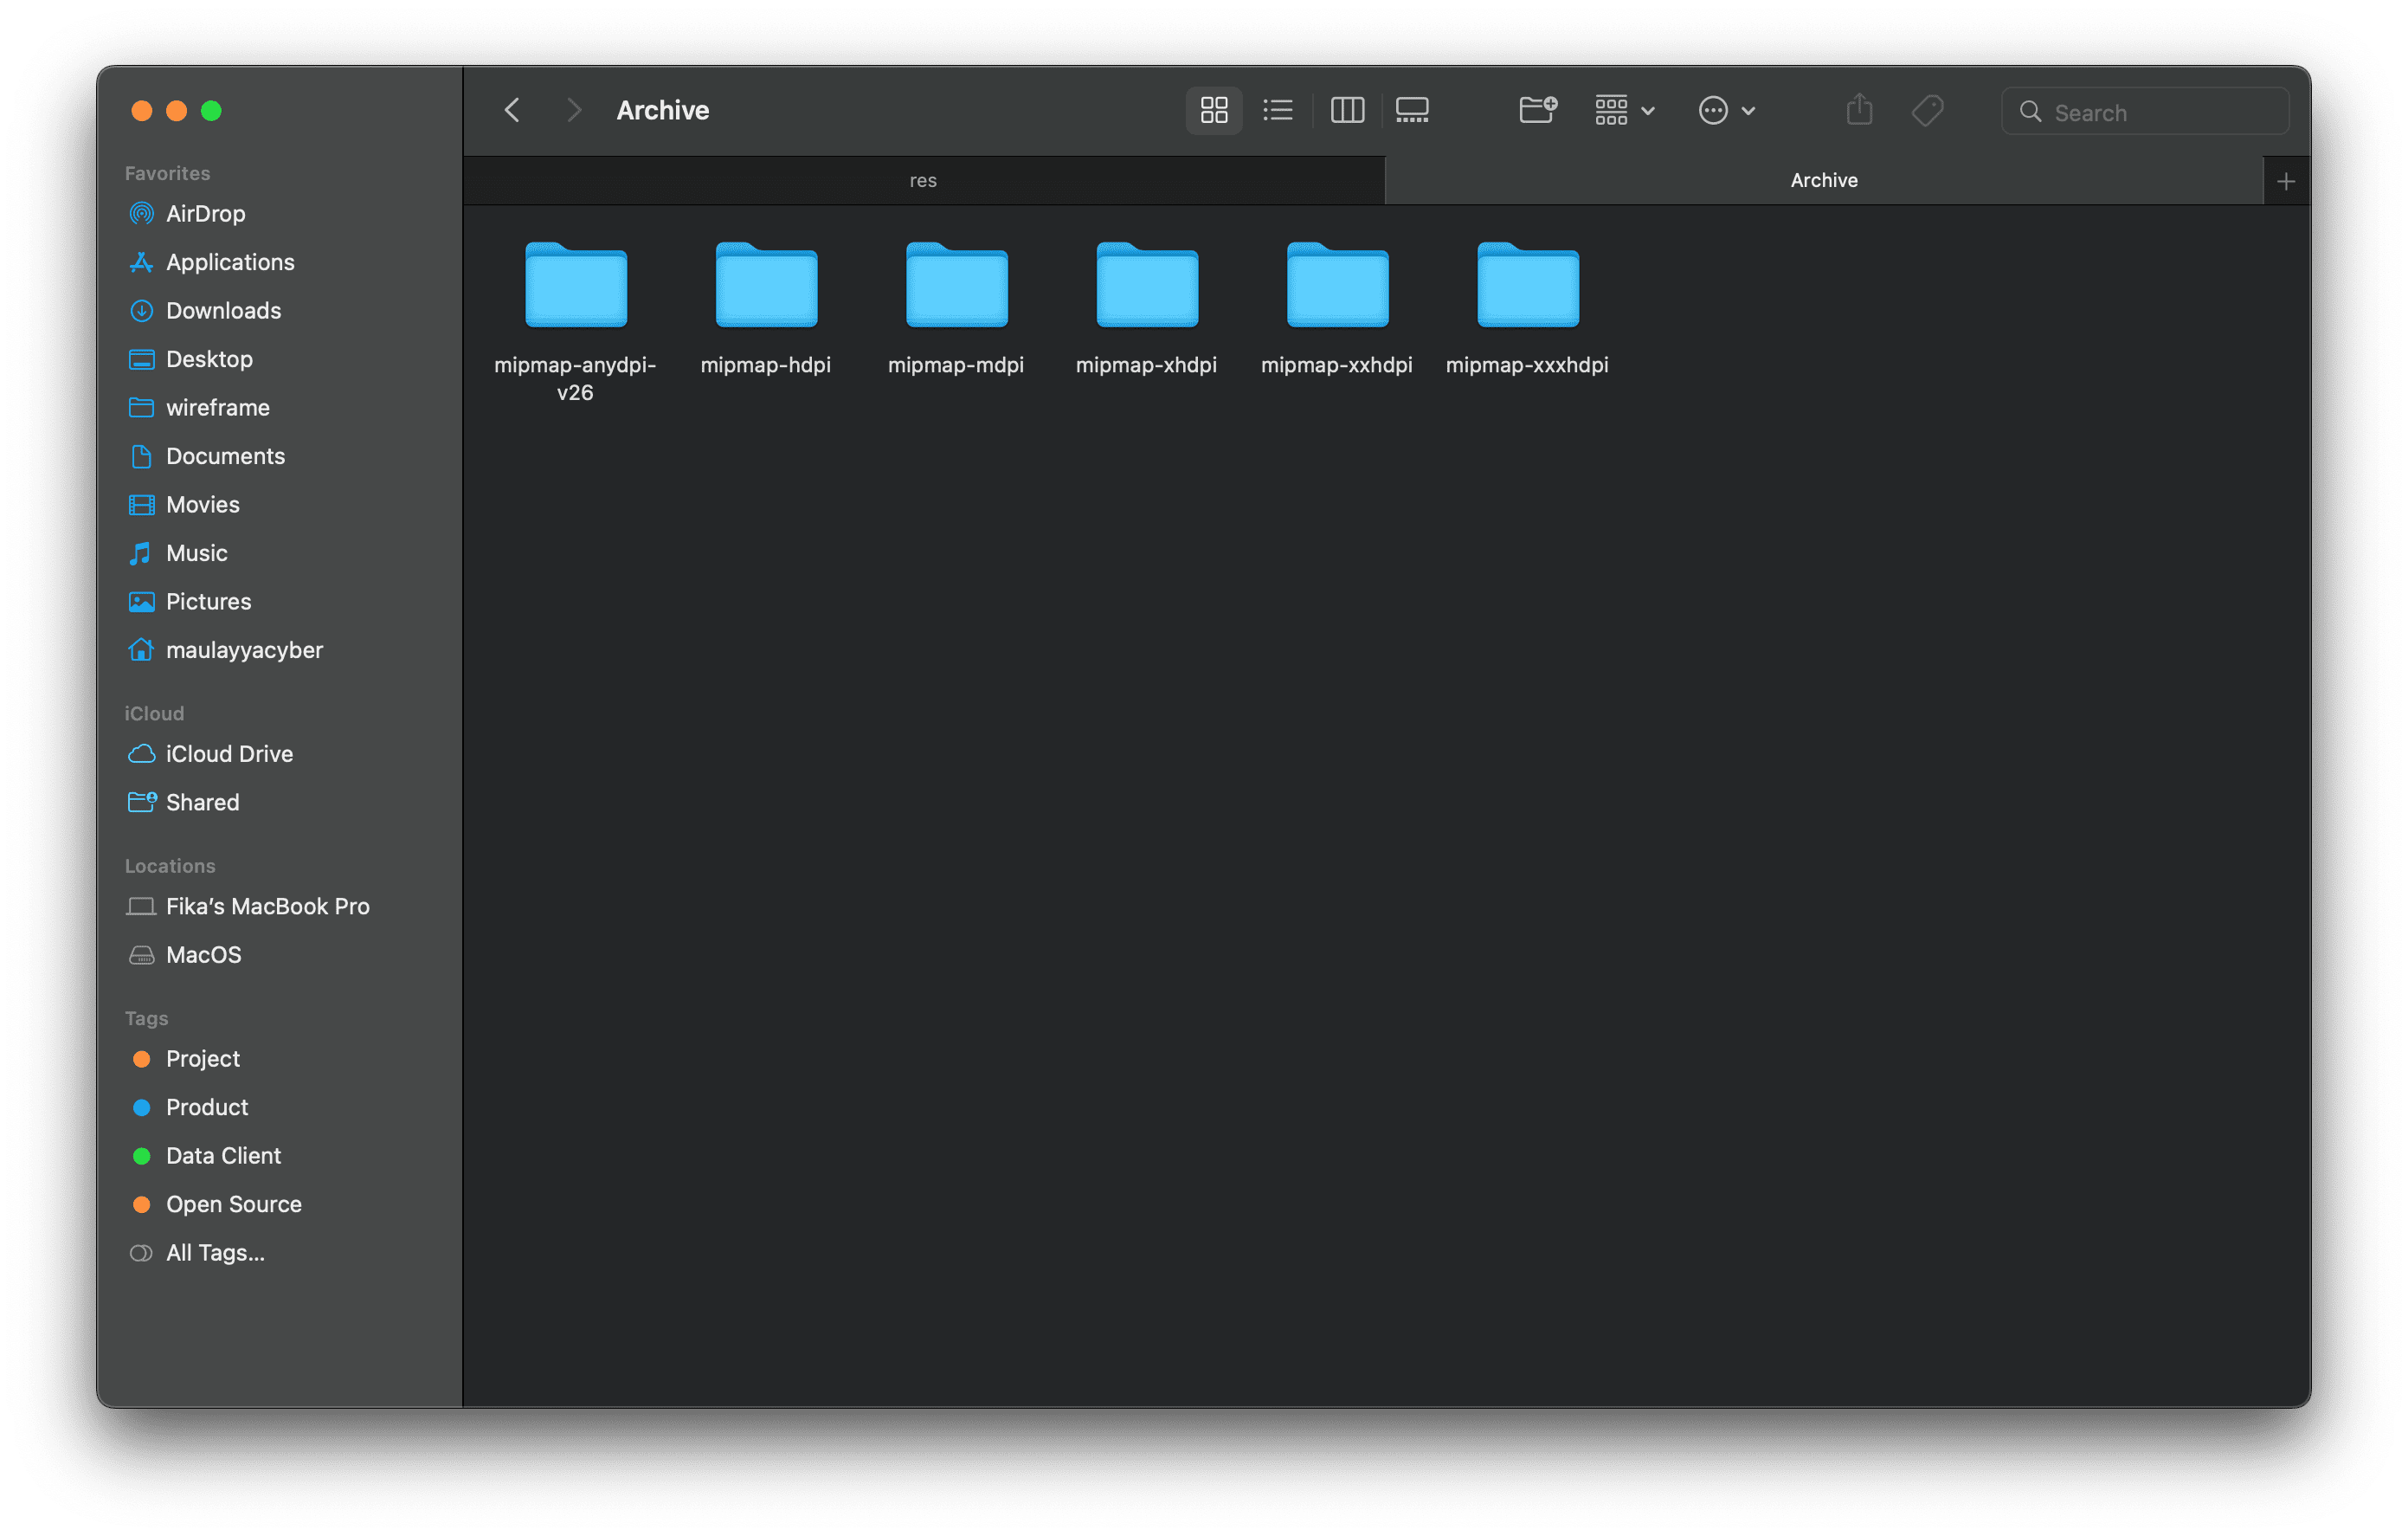 Archive
Search
res
Archive
Favorites
AirDrop
Applications
Downloads
Desktop
wireframe
Documents
Movies
Music
Pictures
maulayyacyber
iCloud
iCloud Drive
Shared
Locations
Fika’s MacBook Pro
MacOS
Tags
Project
Product
Data Client
Open Source
All Tags...
mipmap-anydpi-
v26
mipmap-hdpi
mipmap-mdpi
mipmap-xhdpi
mipmap-xxhdpi
mipmap-xxxhdpi